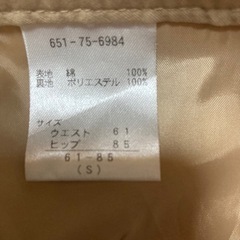 651-75-6984
表地 綿 100%
裏地 ポリエステル 100%
サイズ
ウエスト 61
ヒップ 85
61-85
(S)